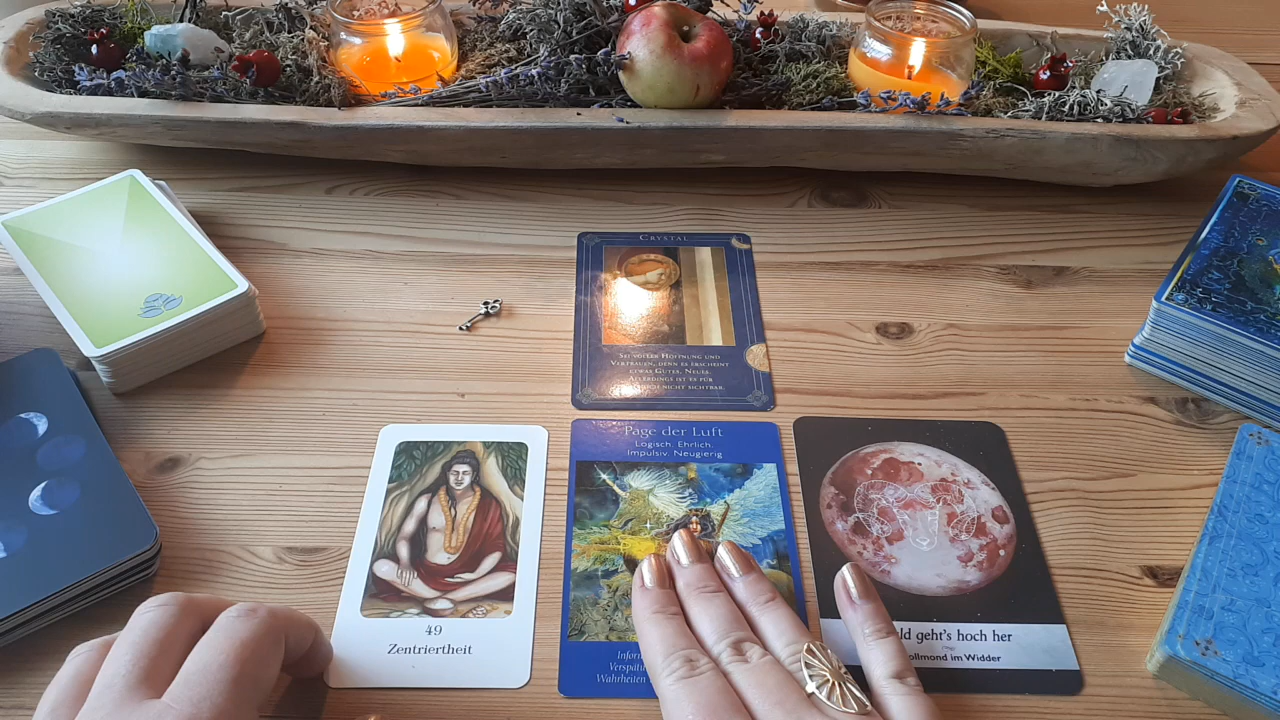 CRYSTAL
SEI VOLLER HOFFNUNG UND
VERTRAUEN, DENN ES ERSCHEINT
ETWAS GUTES, NEUES.
ALLERDINGS IST ES FÜR
NICHT SICHTBAR.
49
Zentriertheit
Page der Luft
Logisch. Ehrlich.
Impulsiv. Neugierig
Wahrheiten
geht's hoch her
ollmond im Widder